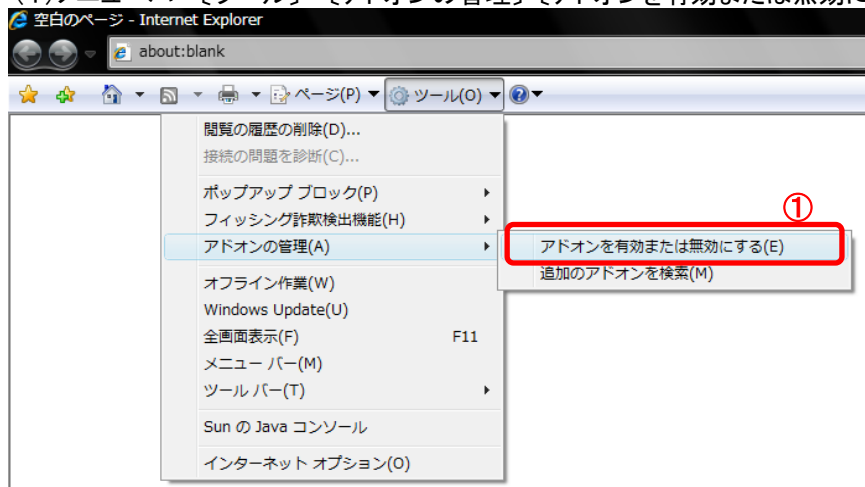 空白のページ - Internet Explorer
about:blank
ページ(P) ツール(O)
閲覧の履歴の削除(D)...
接続の問題を診断(C)...
ポップアップ ブロック(P)
フィッシング詐欺検出機能(H)
①
アドオンの管理(A) アドオンを有効または無効にする(E)
追加のアドオンを検索(M)
オフライン作業(W)
Windows Update(U)
全画面表示(F) F11
メニュー バー(M)
ツール バー(T)
Sun の Java コンソール
インターネット オプション(O)